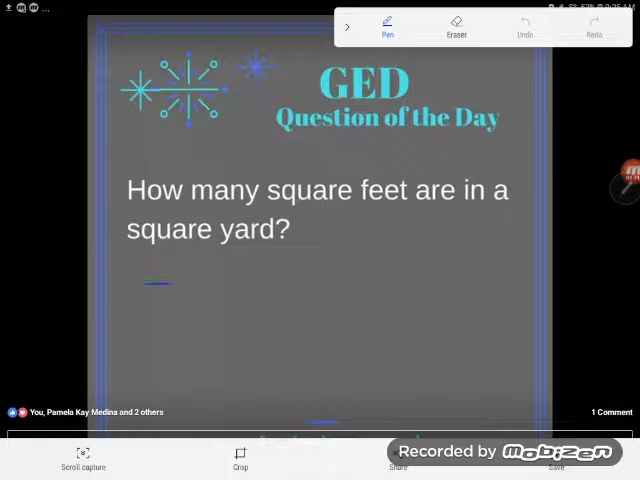 Pen
Eraser
Undo
Redo
GED
Question of the Day
How many square feet are in a
square yard?
You, Pamela Kay Medina and 2 others
1 Comment
Recorded by mobizen
Scroll capture
Crop
Share
Save